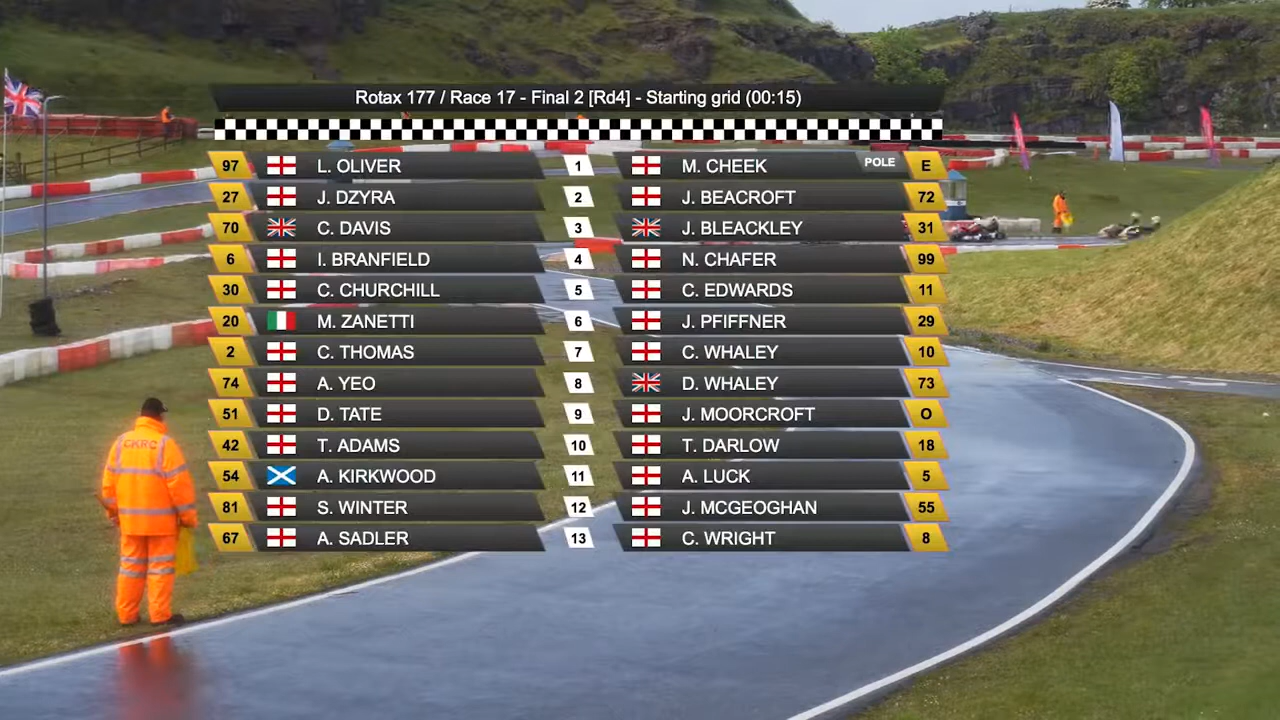 Rotax 177 / Race 17 - Final 2 [Rd4] - Starting grid (00:15)
97 L. OLIVER 1 M. CHEEK POLE E
27 J. DZYRA 2 J. BEACROFT 72
70 C. DAVIS 3 J. BLEACKLEY 31
6 I. BRANFIELD 4 N. CHAFER 99
30 C. CHURCHILL 5 C. EDWARDS 11
20 M. ZANETTI 6 J. PFIFFNER 29
2 C. THOMAS 7 C. WHALEY 10
74 A. YEO 8 D. WHALEY 73
51 D. TATE 9 J. MOORCROFT O
42 T. ADAMS 10 T. DARLOW 18
54 A. KIRKWOOD 11 A. LUCK 5
81 S. WINTER 12 J. MCGEOGHAN 55
67 A. SADLER 13 C. WRIGHT 8